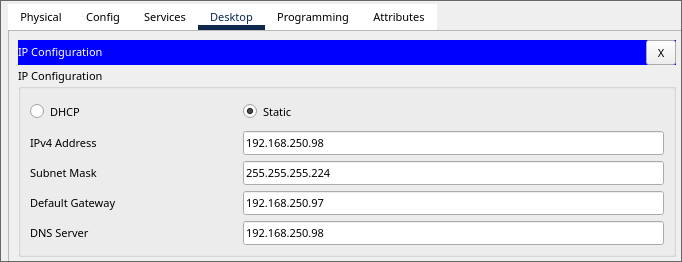 Physical Config Services Desktop Programming Attributes
IP Configuration X
IP Configuration
DHCP Static
IPv4 Address 192.168.250.98
Subnet Mask 255.255.255.224
Default Gateway 192.168.250.97
DNS Server 192.168.250.98